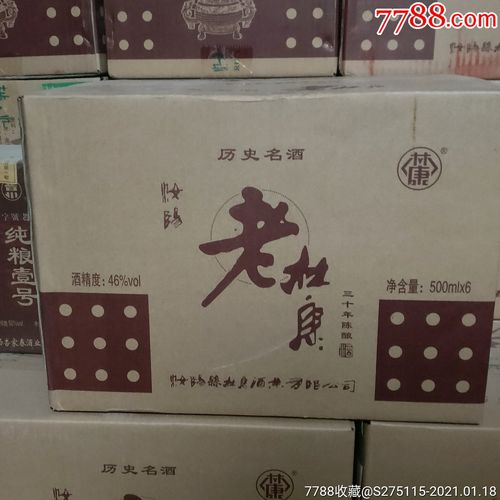 7788.com
历史名酒
汝陽
老杜康
酒精度：46%vol
净含量：500mlx6
三十年陈酿
汝陽縣杜康酒業有限公司
纯粮壹号
历史名酒
7788收藏@S275115-2021.01.18